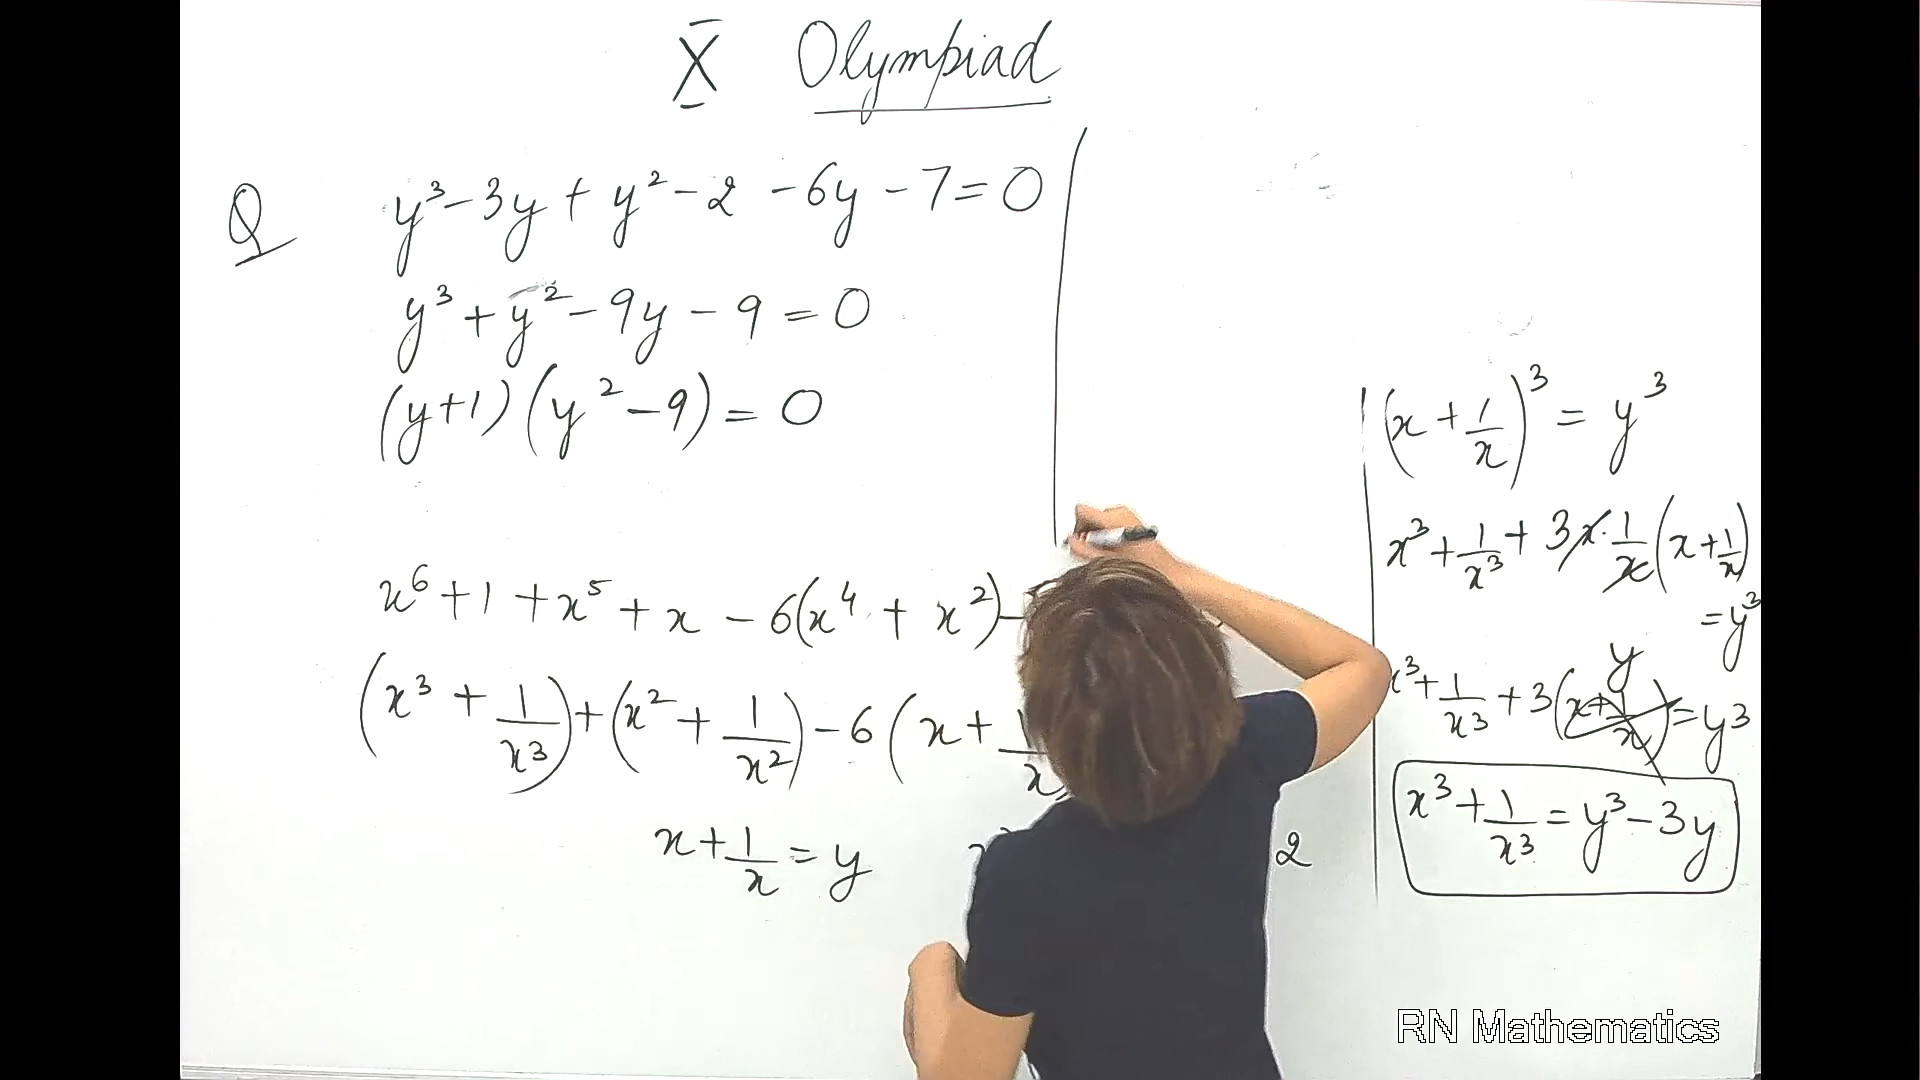 X Olympiad
Q y³ - 3y + y² - 2 - 6y - 7 = 0
y³ + y² - 9y - 9 = 0
(y+1) (y² - 9) = 0
x⁶ + 1 + x⁵ + x - 6(x⁴ + x²) -
(x³ + 1/x³) + (x² + 1/x²) - 6 (x + 1/x
x + 1/x = y
2
(x + 1/x)³ = y³
x³ + 1/x³ + 3x · 1/x (x + 1/x)
= y³
y
x³ + 1/x³ + 3(x + 1/x) = y³
x³ + 1/x³ = y³ - 3y
RN Mathematics